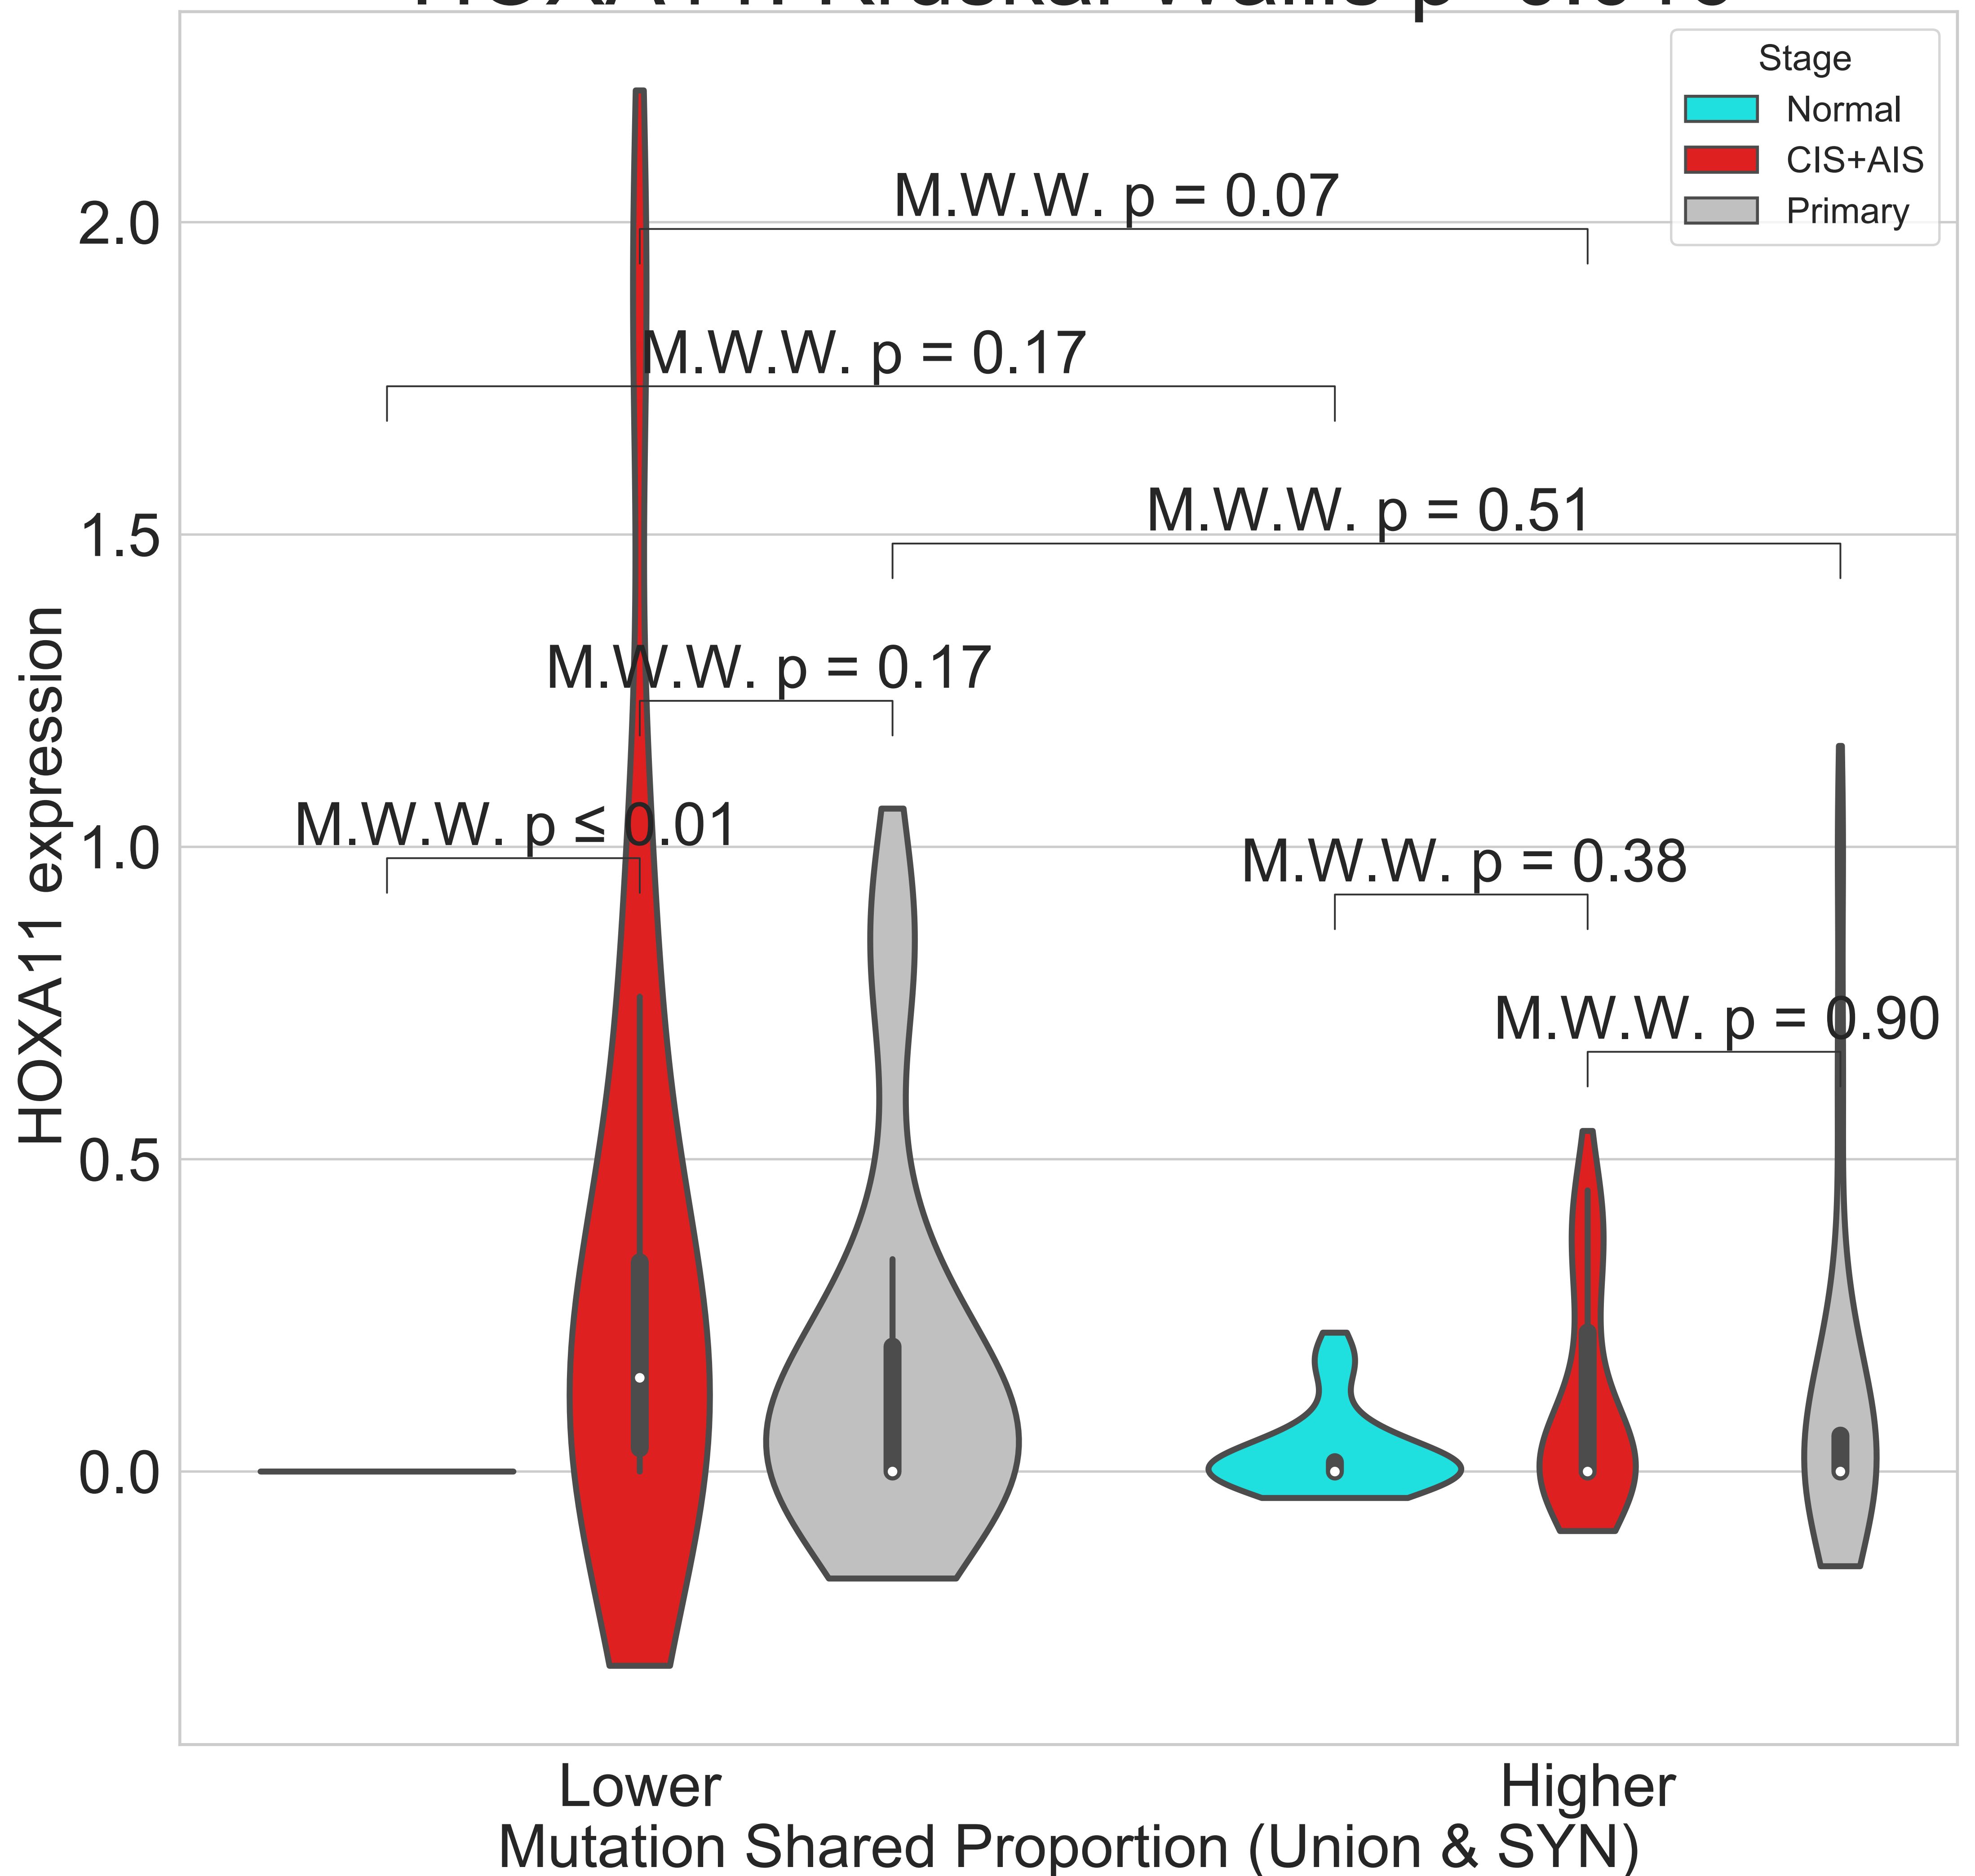 Stage
Normal
CIS+AIS
Primary
M.W.W. p = 0.07
M.W.W. p = 0.17
M.W.W. p = 0.51
M.W.W. p = 0.17
M.W.W. p ≤ 0.01
M.W.W. p = 0.38
M.W.W. p = 0.90
HOXA11 expression
2.0
1.5
1.0
0.5
0.0
Lower
Higher
Mutation Shared Proportion (Union & SYN)